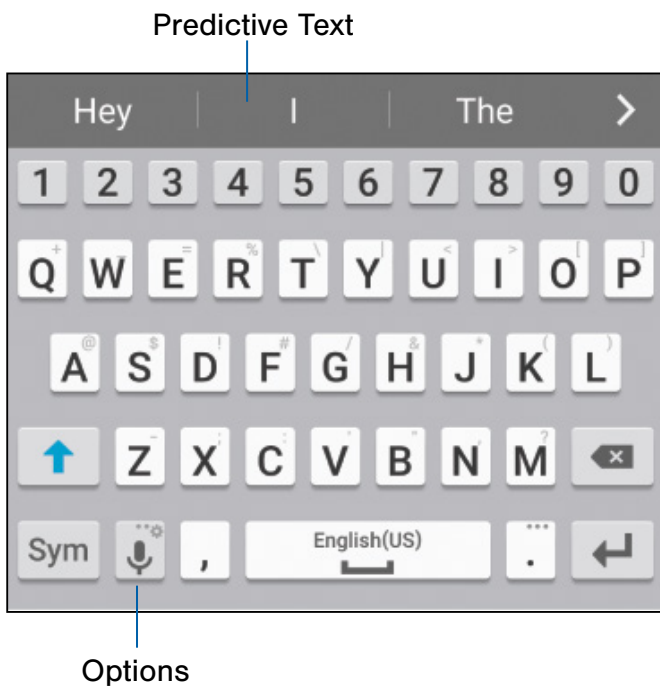 Predictive Text
Hey I The >
1 2 3 4 5 6 7 8 9 0
+ _ = % \ | < > [ ]
Q W E R T Y U I O P
@ $ ! # / & * ( )
A S D F G H J K L
- ; : ' " , ?
Z X C V B N M
Sym , English(US) .
Options